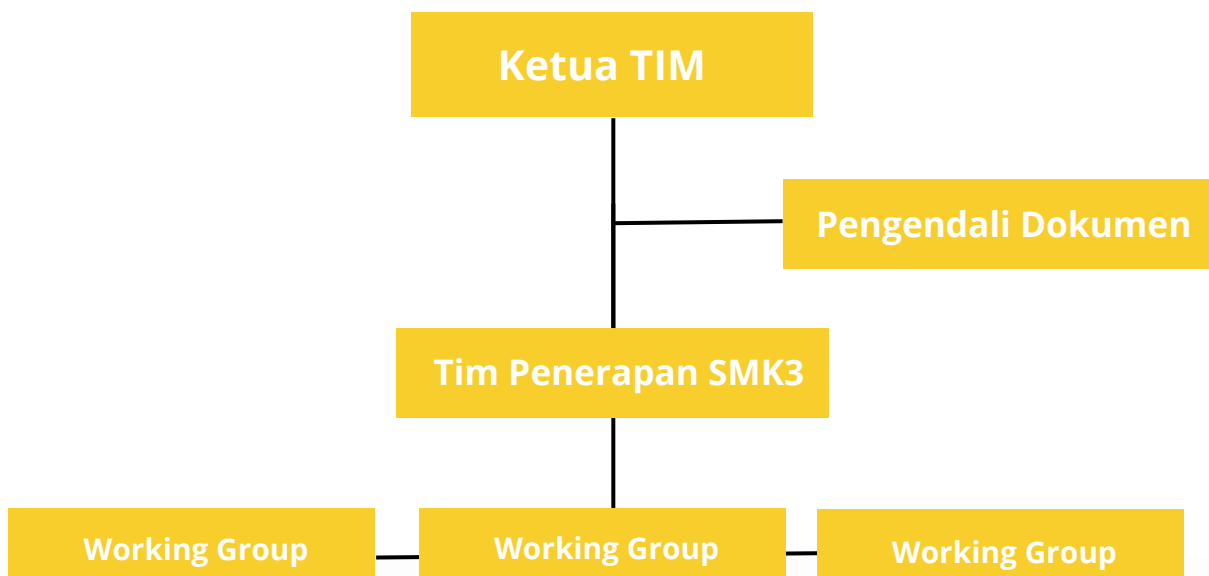 Ketua TIM
Pengendali Dokumen
Tim Penerapan SMK3
Working Group
Working Group
Working Group